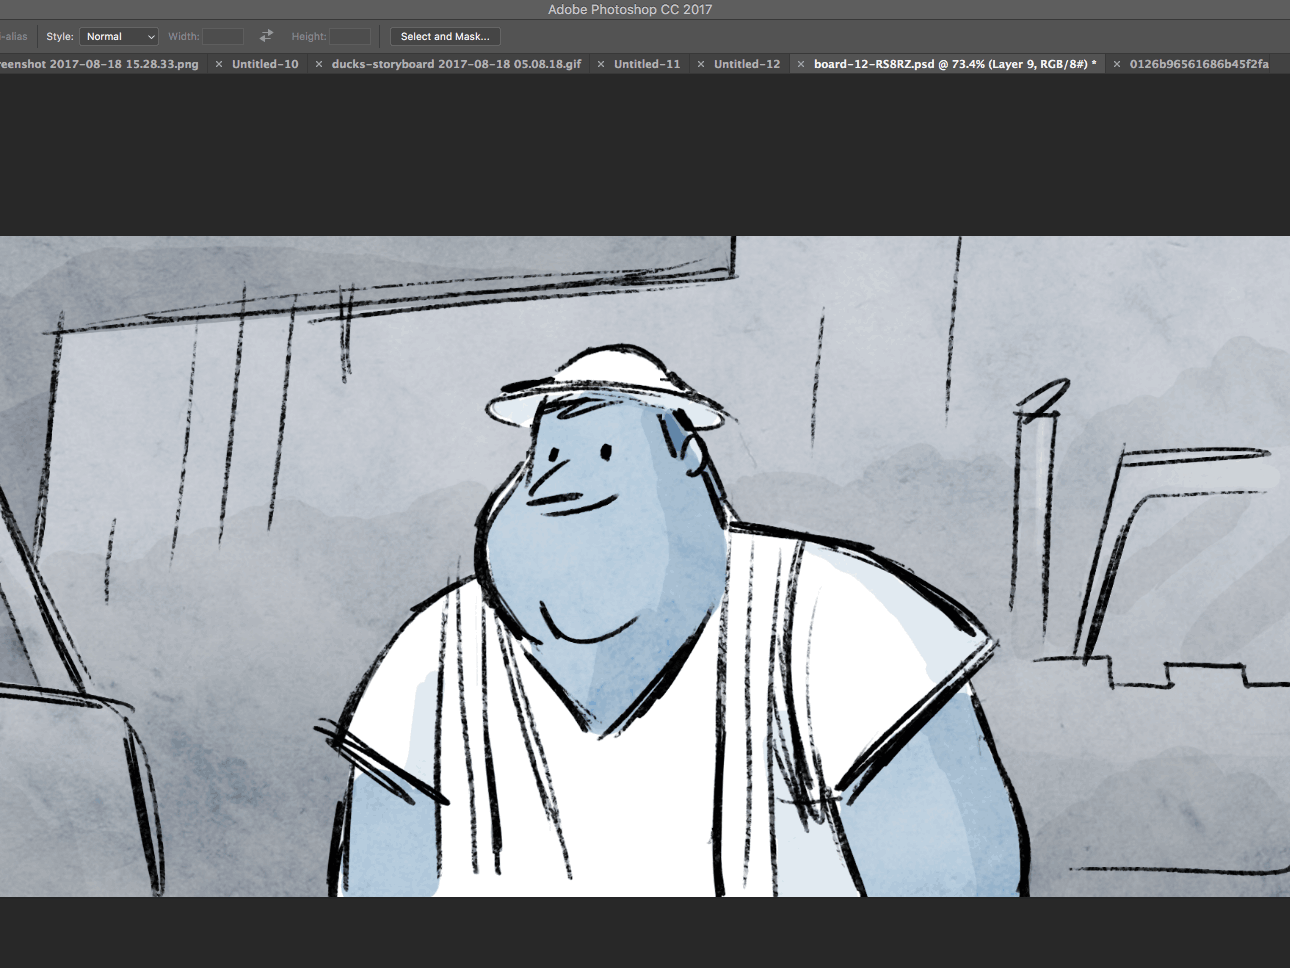 Adobe Photoshop CC 2017
-alias Style: Normal Width: Height: Select and Mask...
reenshot 2017-08-18 15.28.33.png × Untitled-10 × ducks-storyboard 2017-08-18 05.08.18.gif × Untitled-11 × Untitled-12 × board-12-RS8RZ.psd @ 73.4% (Layer 9, RGB/8#) * × 0126b96561686b45f2fa